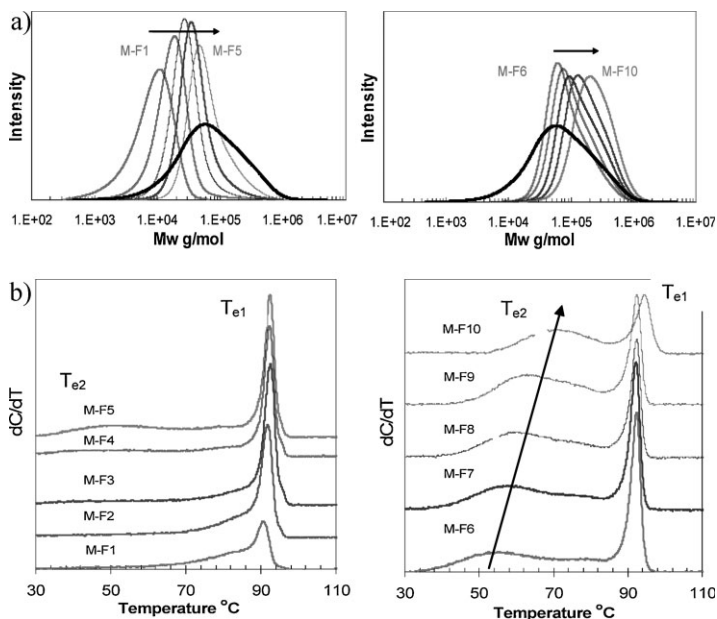 a)
M-F1
M-F5
Intensity
1.E+02 1.E+03 1.E+04 1.E+05 1.E+06 1.E+07
Mw g/mol
M-F6
M-F10
Intensity
1.E+02 1.E+03 1.E+04 1.E+05 1.E+06 1.E+07
Mw g/mol
b)
Te1
Te2
M-F5
M-F4
M-F3
M-F2
M-F1
dC/dT
30 50 70 90 110
Temperature °C
Te1
Te2
M-F10
M-F9
M-F8
M-F7
M-F6
dC/dT
30 50 70 90 110
Temperature °C